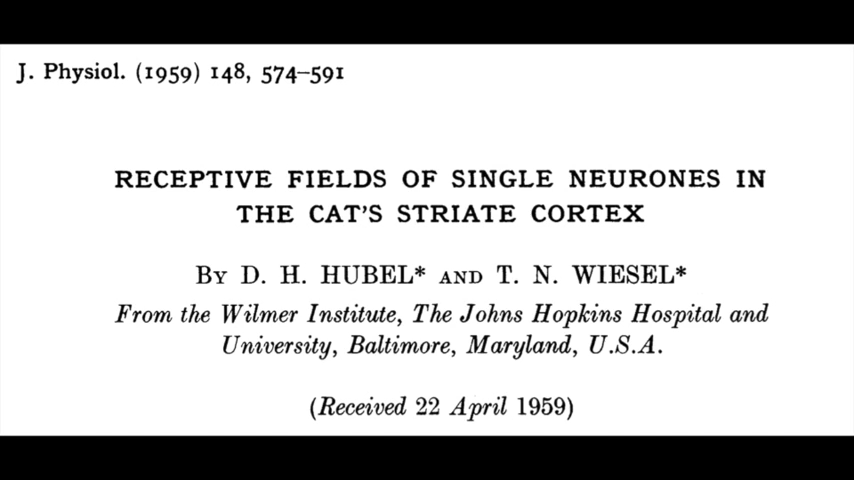 J. Physiol. (1959) 148, 574–591
RECEPTIVE FIELDS OF SINGLE NEURONES IN
THE CAT'S STRIATE CORTEX
BY D. H. HUBEL* AND T. N. WIESEL*
From the Wilmer Institute, The Johns Hopkins Hospital and
University, Baltimore, Maryland, U.S.A.
(Received 22 April 1959)